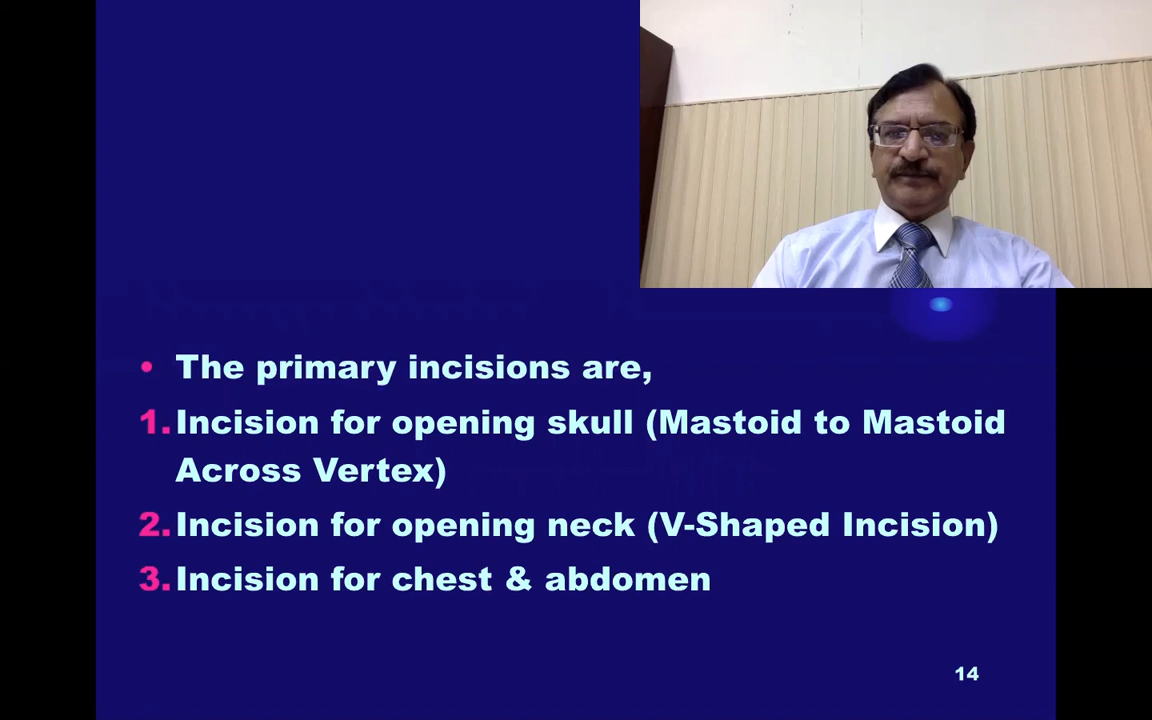 • The primary incisions are,
1. Incision for opening skull (Mastoid to Mastoid
Across Vertex)
2. Incision for opening neck (V-Shaped Incision)
3. Incision for chest & abdomen
14